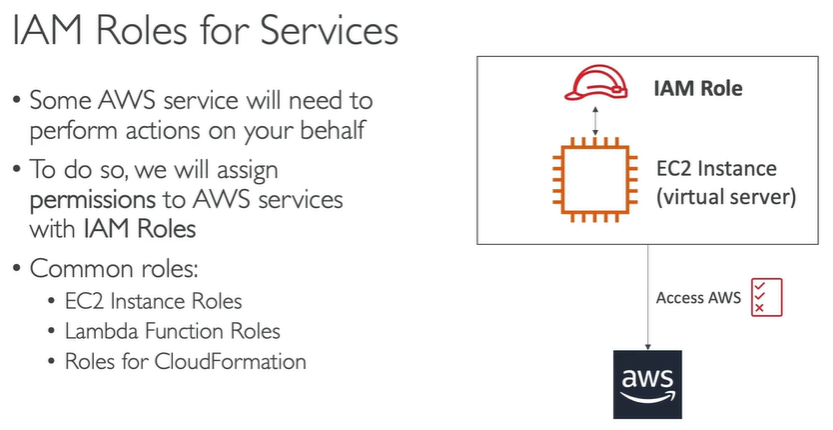 IAM Roles for Services
• Some AWS service will need to
perform actions on your behalf
• To do so, we will assign
permissions to AWS services
with IAM Roles
• Common roles:
• EC2 Instance Roles
• Lambda Function Roles
• Roles for CloudFormation
IAM Role
EC2 Instance
(virtual server)
Access AWS
aws